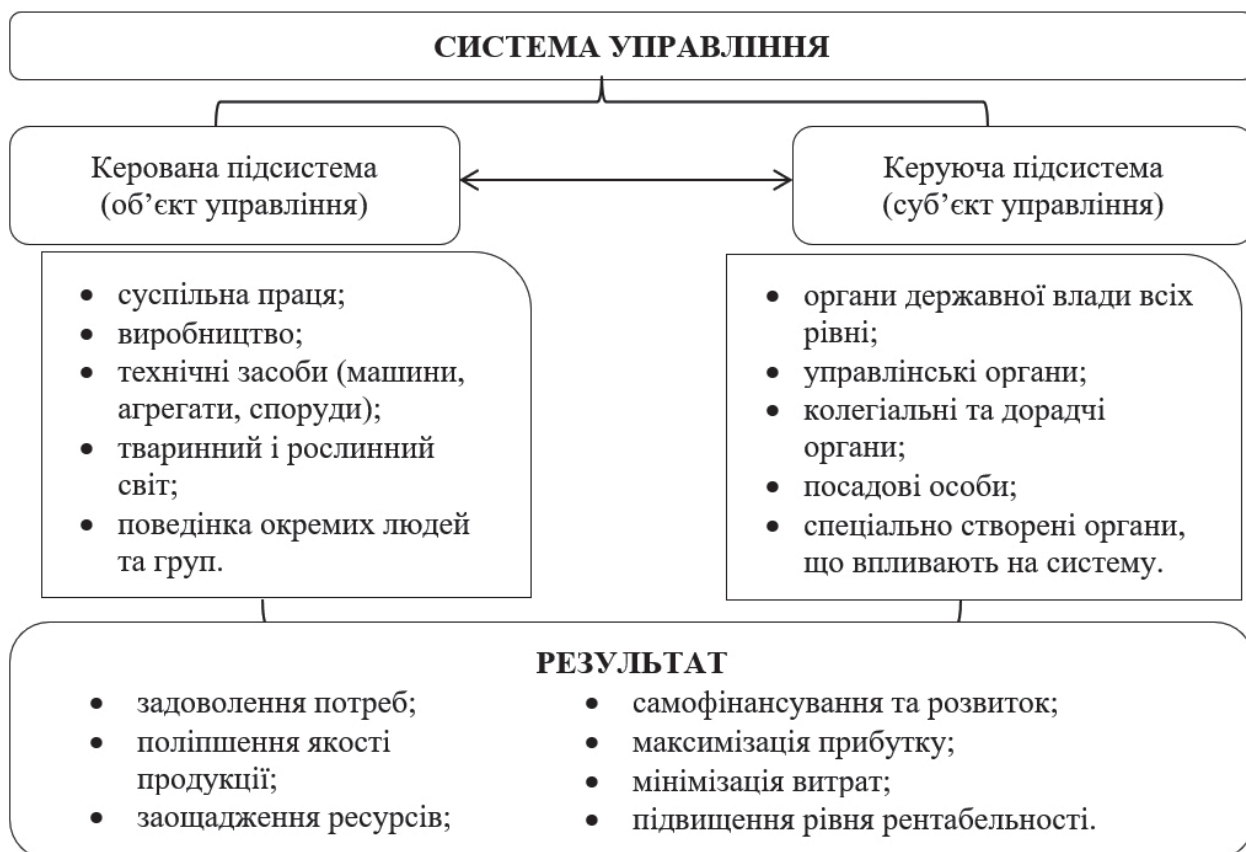 СИСТЕМА УПРАВЛІННЯ
Керована підсистема
(об’єкт управління)
Керуюча підсистема
(суб’єкт управління)
• суспільна праця;
• виробництво;
• технічні засоби (машини,
агрегати, споруди);
• тваринний і рослинний
світ;
• поведінка окремих людей
та груп.
• органи державної влади всіх
рівні;
• управлінські органи;
• колегіальні та дорадчі
органи;
• посадові особи;
• спеціально створені органи,
що впливають на систему.
РЕЗУЛЬТАТ
• задоволення потреб;
• поліпшення якості
продукції;
• заощадження ресурсів;
• самофінансування та розвиток;
• максимізація прибутку;
• мінімізація витрат;
• підвищення рівня рентабельності.